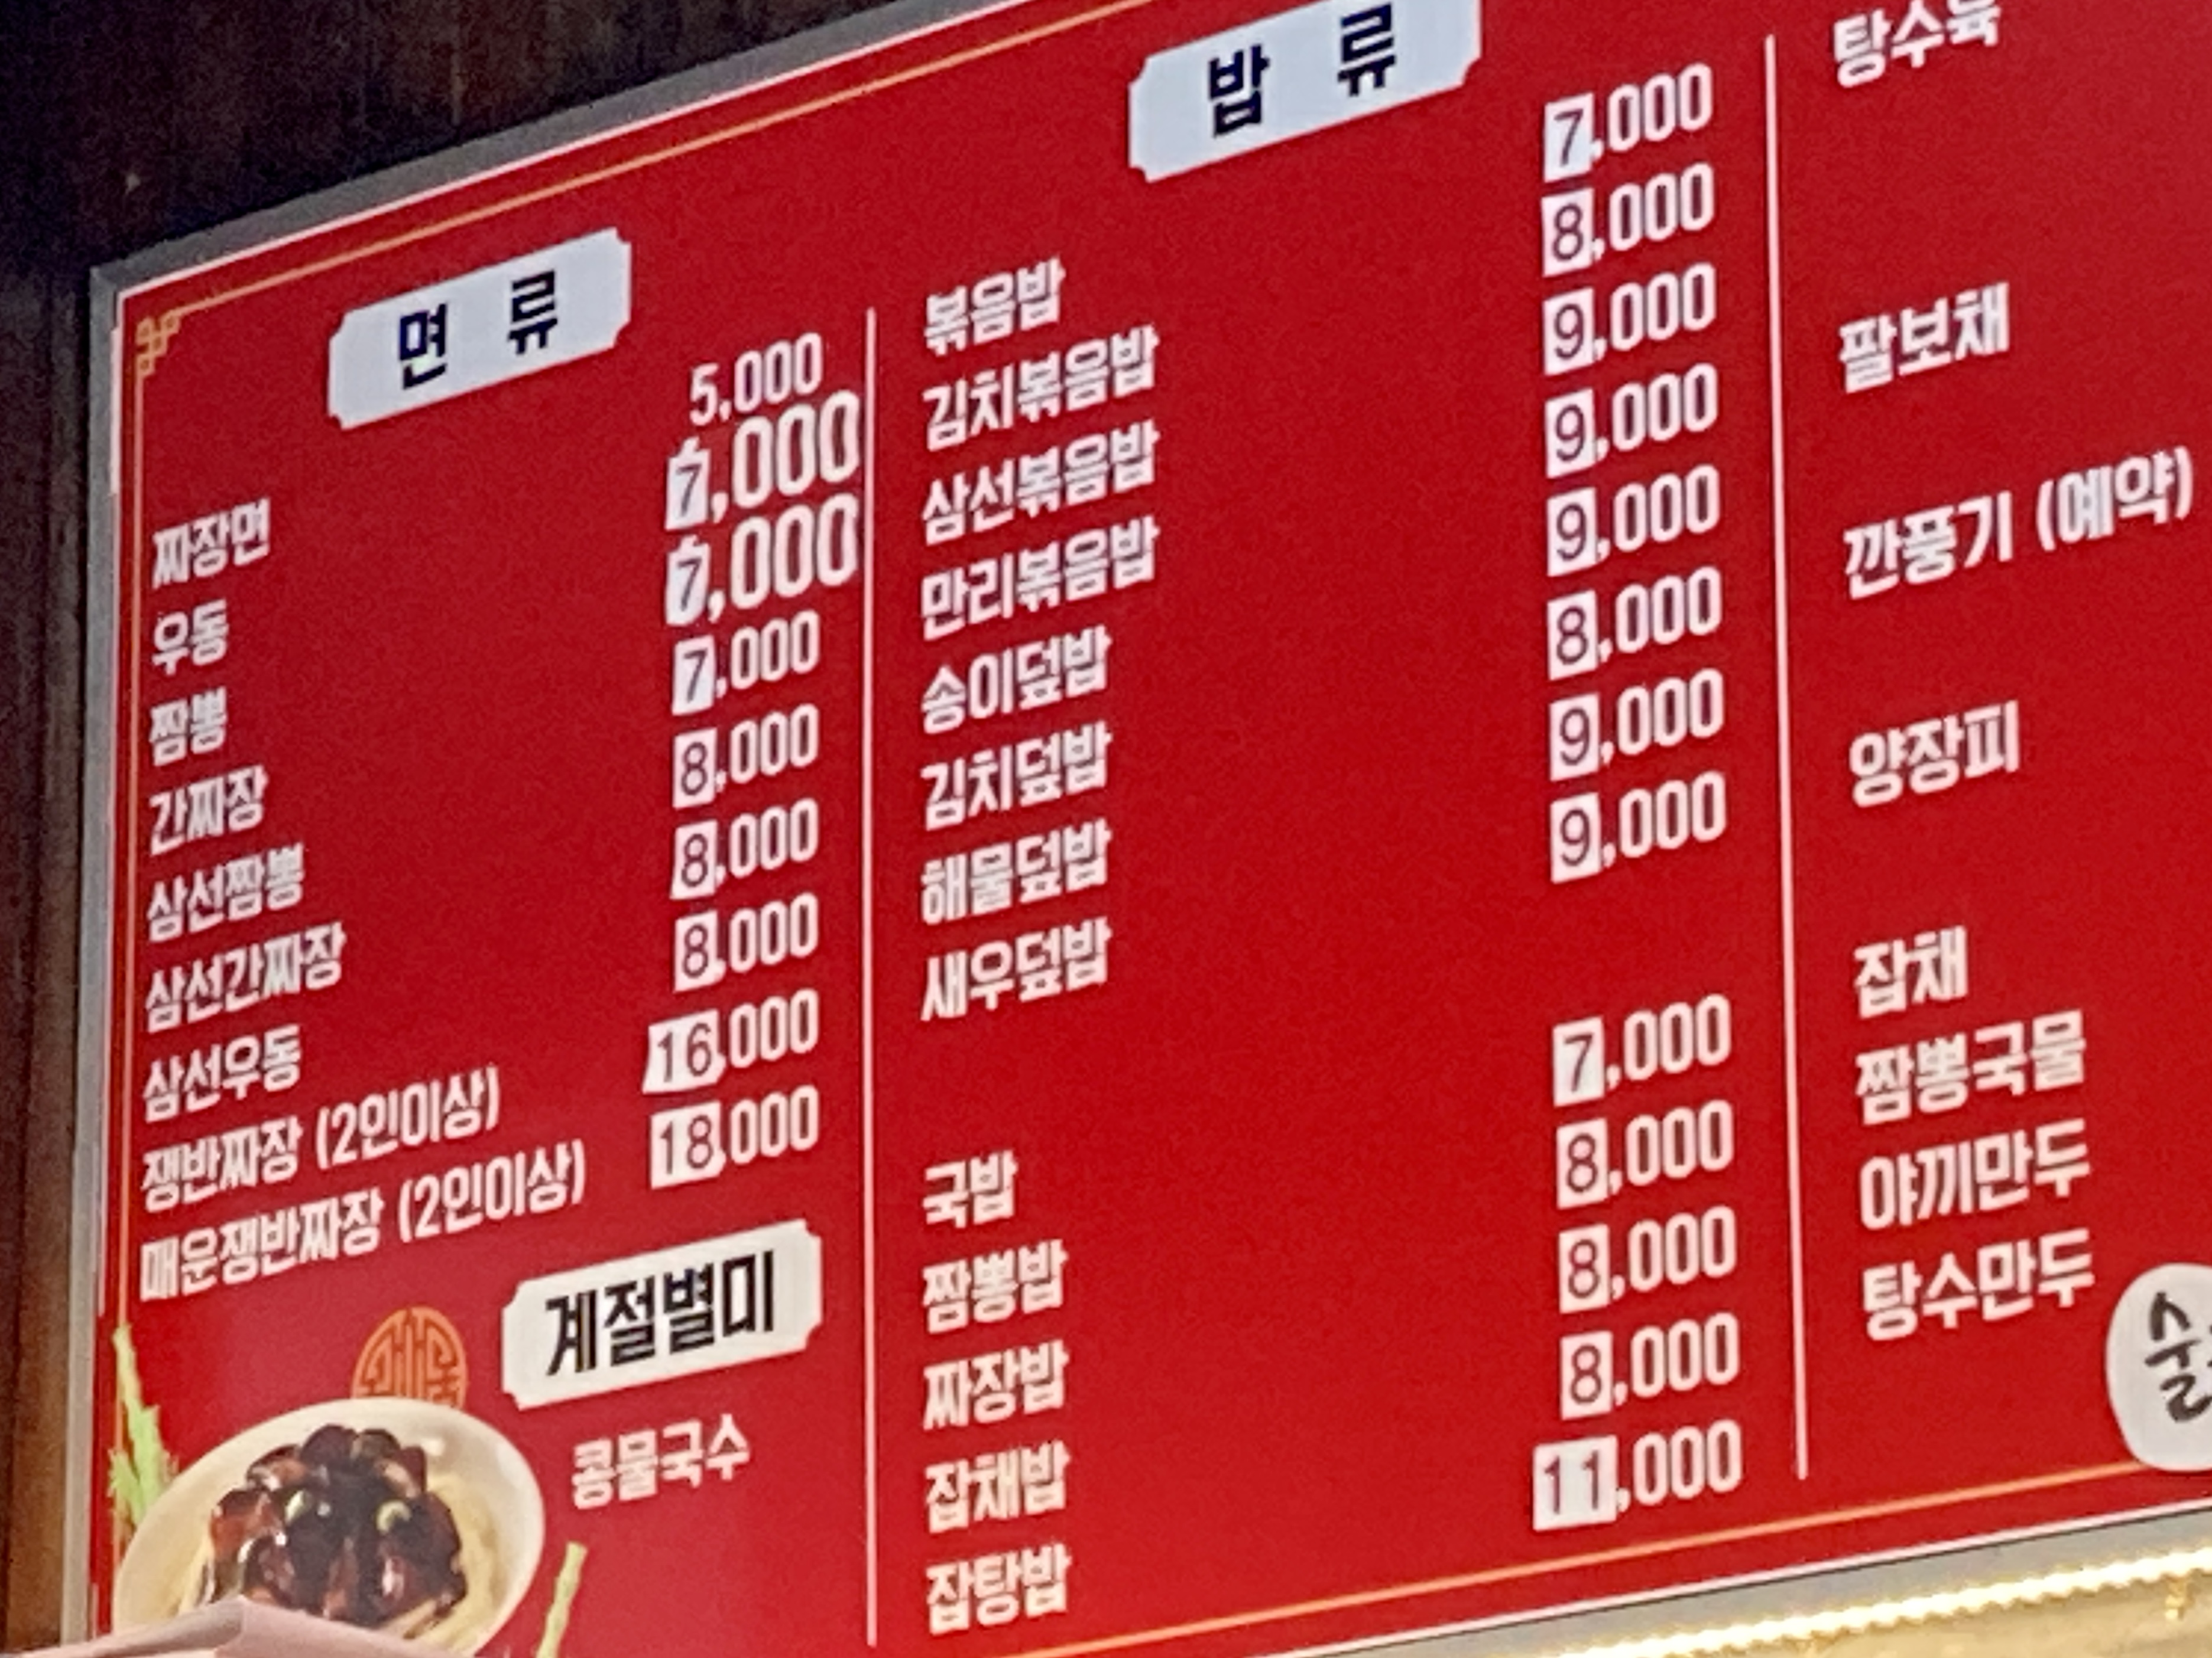 면 류
짜장면 5,000
우동 7,000
짬뽕 7,000
간짜장 7,000
삼선짬뽕 8,000
삼선간짜장 8,000
삼선우동 8,000
쟁반짜장 (2인이상) 16,000
매운쟁반짜장 (2인이상) 18,000
계절별미
콩물국수
밥 류
볶음밥 7,000
김치볶음밥 8,000
삼선볶음밥 9,000
만리볶음밥 9,000
송이덮밥 9,000
김치덮밥 8,000
해물덮밥 9,000
새우덮밥 9,000
국밥 7,000
짬뽕밥 8,000
짜장밥 8,000
잡채밥 8,000
잡탕밥 11,000
탕수육
팔보채
깐풍기 (예약)
양장피
잡채
짬뽕국물
야끼만두
탕수만두
술